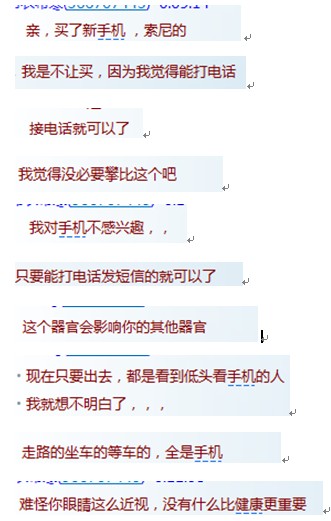 亲，买了新手机 ，索尼的
我是不让买，因为我觉得能打电话
接电话就可以了
我觉得没必要攀比这个吧
我对手机不感兴趣，，
只要能打电话发短信的就可以了
这个器官会影响你的其他器官
现在只要出去，都是看到低头看手机的人
我就想不明白了，，，
走路的坐车的等车的，全是手机
难怪你眼睛这么近视，没有什么比健康更重要